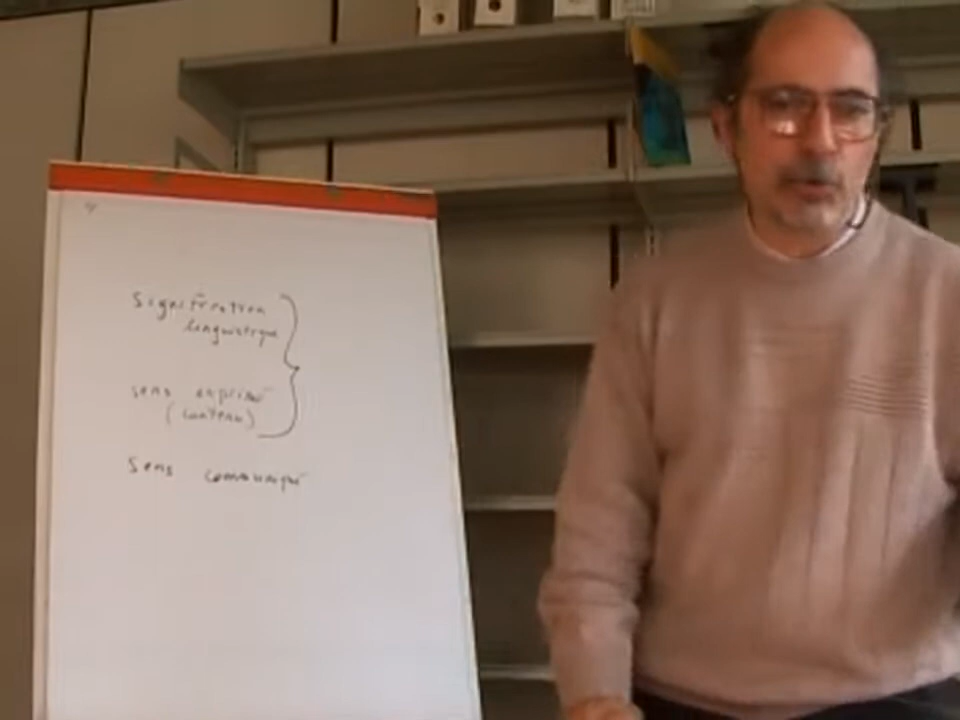 Signification
linguistique
sens exprimé
(contenu)
Sens communiqué